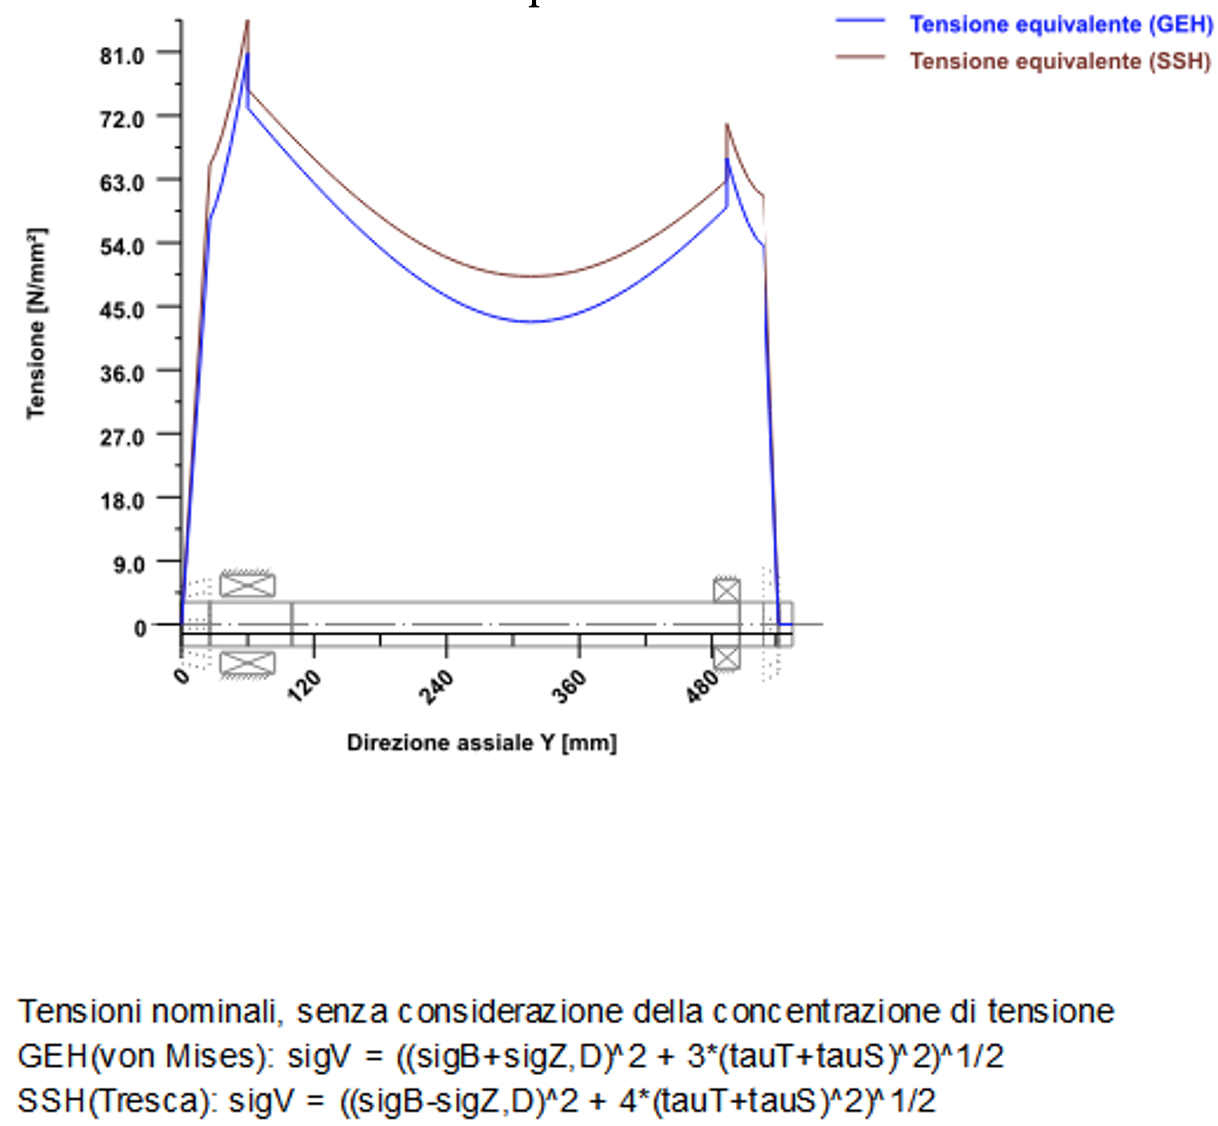 Tensione equivalente (GEH)
Tensione equivalente (SSH)
Tensione [N/mm²]
81.0
72.0
63.0
54.0
45.0
36.0
27.0
18.0
9.0
0
0 120 240 360 480
Direzione assiale Y [mm]
Tensioni nominali, senza considerazione della concentrazione di tensione
GEH(von Mises): sigV = ((sigB+sigZ,D)^2 + 3*(tauT+tauS)^2)^1/2
SSH(Tresca): sigV = ((sigB-sigZ,D)^2 + 4*(tauT+tauS)^2)^1/2